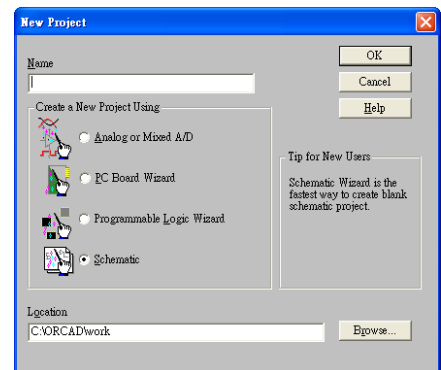 New Project
Name
OK
Cancel
Help
Create a New Project Using
Analog or Mixed A/D
PC Board Wizard
Programmable Logic Wizard
Schematic
Tip for New Users
Schematic Wizard is the
fastest way to create blank
schematic project.
Location
C:\ORCAD\work
Browse...